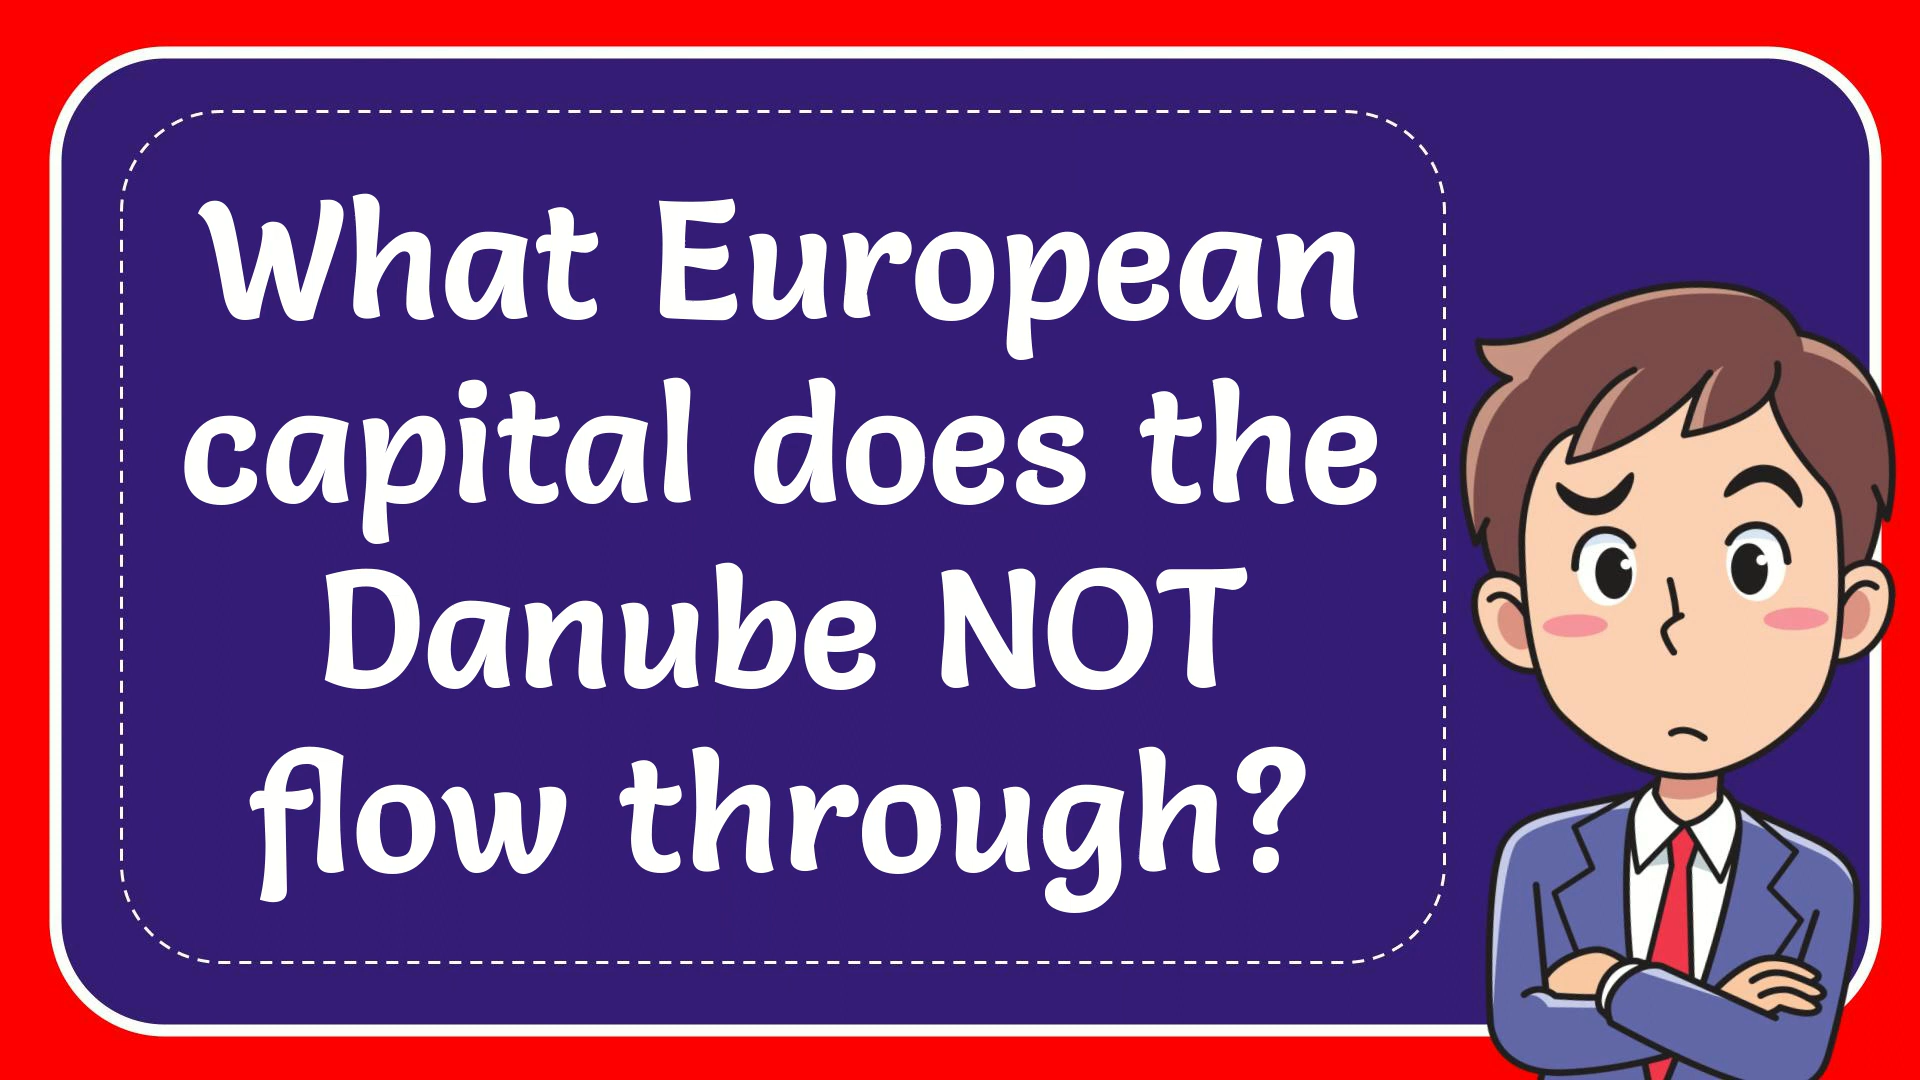 What European
capital does the
Danube NOT
flow through?